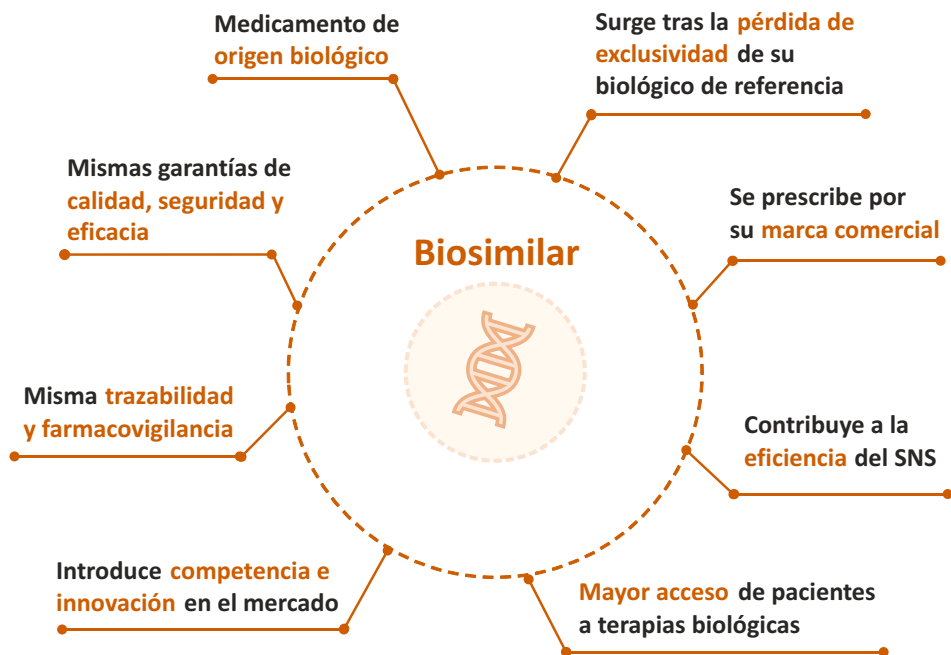 Medicamento de
origen biológico
Surge tras la pérdida de
exclusividad de su
biológico de referencia
Mismas garantías de
calidad, seguridad y
eficacia
Se prescribe por
su marca comercial
Biosimilar
Misma trazabilidad
y farmacovigilancia
Contribuye a la
eficiencia del SNS
Introduce competencia e
innovación en el mercado
Mayor acceso de pacientes
a terapias biológicas